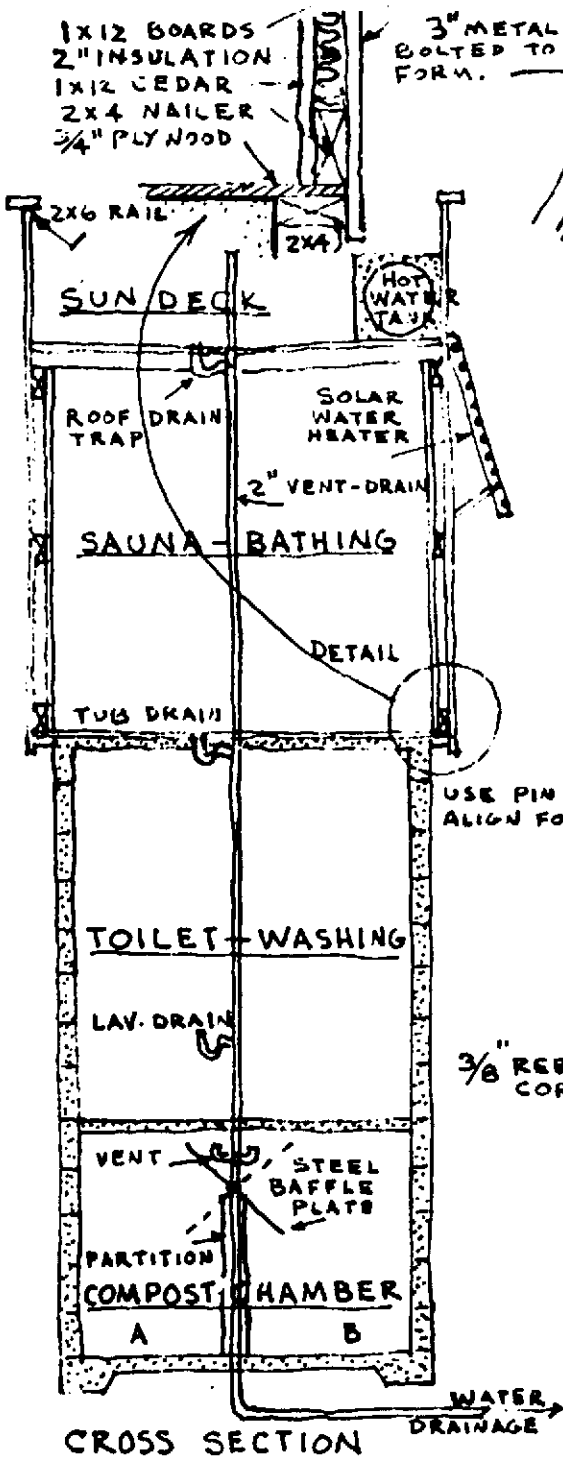 1X12 BOARDS
2" INSULATION
1X12 CEDAR
2X4 NAILER
3/4" PLYWOOD
3" METAL
BOLTED TO
FORM.
2X6 RAIL
2X4
SUN DECK
HOT
WATER
TANK
ROOF DRAIN
TRAP
SOLAR
WATER
HEATER
2" VENT-DRAIN
SAUNA - BATHING
DETAIL
TUB DRAIN
USE PIN
ALIGN FO
TOILET - WASHING
LAV. DRAIN
3/8" REB
COR
VENT
STEEL
BAFFLE
PLATE
PARTITION
COMPOST CHAMBER
A B
WATER
DRAINAGE
CROSS SECTION